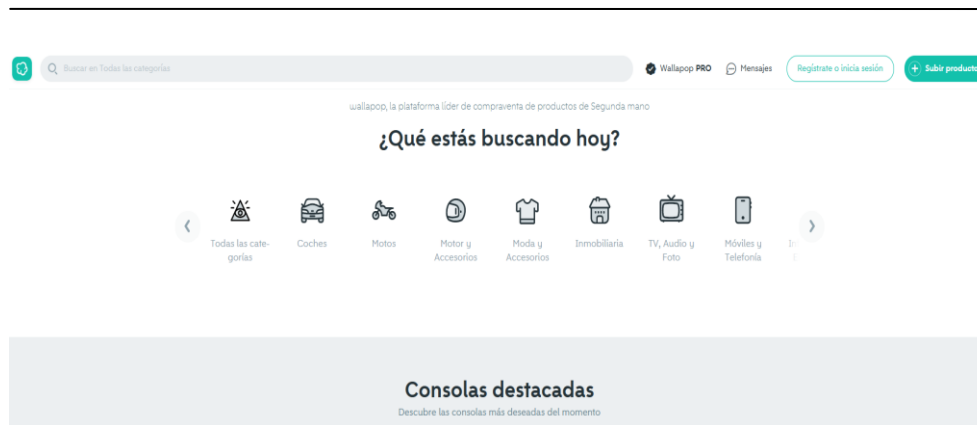 Buscar en Todas las categorías
Wallapop PRO
Mensajes
Regístrate o inicia sesión
Subir producto
wallapop, la plataforma líder de compraventa de productos de Segunda mano
¿Qué estás buscando hoy?
Todas las cate-
gorías
Coches
Motos
Motor y
Accesorios
Moda y
Accesorios
Inmobiliaria
TV, Audio y
Foto
Móviles y
Telefonía
Consolas destacadas
Descubre las consolas más deseadas del momento